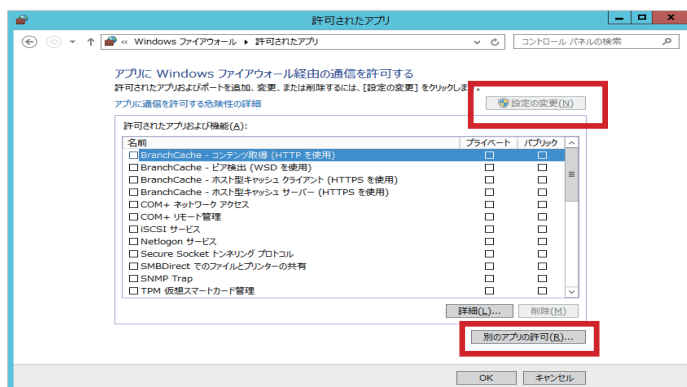 許可されたアプリ
« Windows ファイアウォール ▸ 許可されたアプリ
コントロール パネルの検索
アプリに Windows ファイアウォール経由の通信を許可する
許可されたアプリおよびポートを追加、変更、または削除するには、[設定の変更] をクリックします。
アプリに通信を許可する危険性の詳細
設定の変更(N)
許可されたアプリおよび機能(A):
名前 プライベート パブリック
BranchCache - コンテンツ取得 (HTTP を使用)
BranchCache - ピア検出 (WSD を使用)
BranchCache - ホスト型キャッシュ クライアント (HTTPS を使用)
BranchCache - ホスト型キャッシュ サーバー (HTTPS を使用)
COM+ ネットワーク アクセス
COM+ リモート管理
iSCSI サービス
Netlogon サービス
Secure Socket トンネリング プロトコル
SMBDirect でのファイルとプリンターの共有
SNMP Trap
TPM 仮想スマートカード管理
詳細(L)... 削除(M)
別のアプリの許可(R)...
OK キャンセル